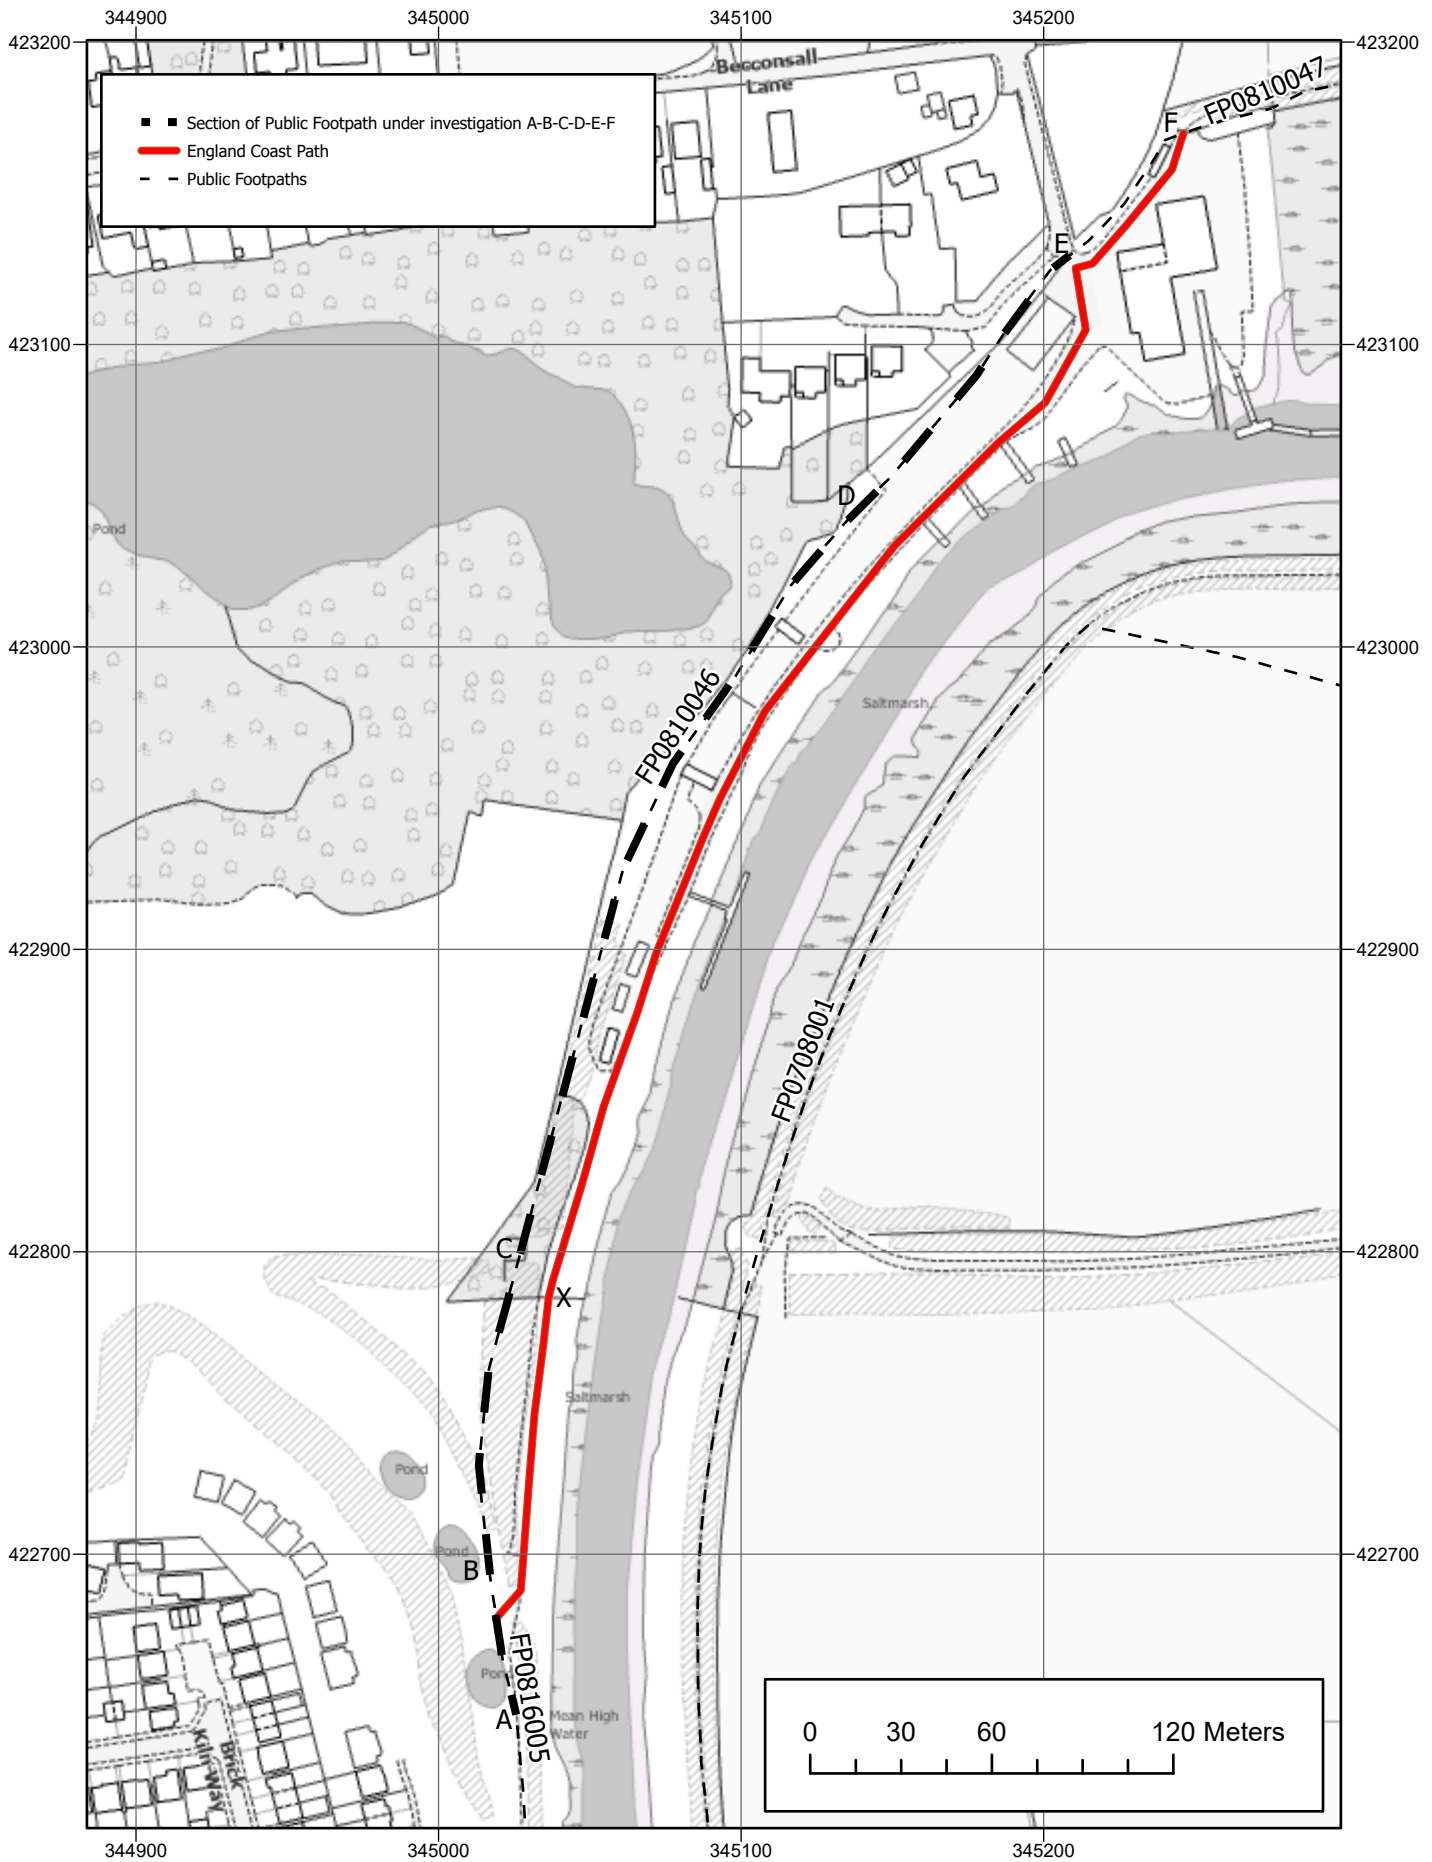 344900 345000 345100 345200
423200 423200
Becconsall
Lane
FP0810047
F
Section of Public Footpath under investigation A-B-C-D-E-F
England Coast Path
Public Footpaths
E
423100 423100
D
Pond
423000 423000
FP0810046
Saltmarsh
422900 422900
FP0708001
C
422800 422800
X
Saltmarsh
Pond
422700 422700
Pond
B
FP0816005
Pond
A
Mean High
Water
Brick
Kiln Way
0 30 60 120 Meters
344900 345000 345100 345200